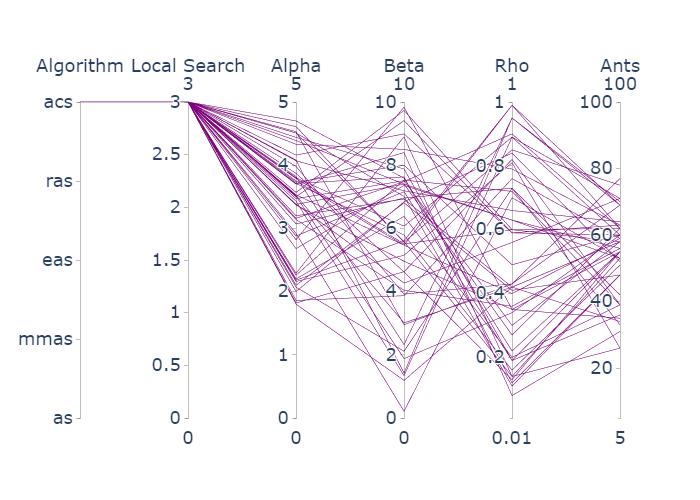 Algorithm Local Search Alpha Beta Rho Ants
3 5 10 1 100
acs 3 5 10 1 100
ras 2.5 4 8 0.8 80
eas 2 3 6 0.6 60
mmas 1.5 2 4 0.4 40
as 1 1 2 0.2 20
0.5 0 0
0
0 0 0 0.01 5